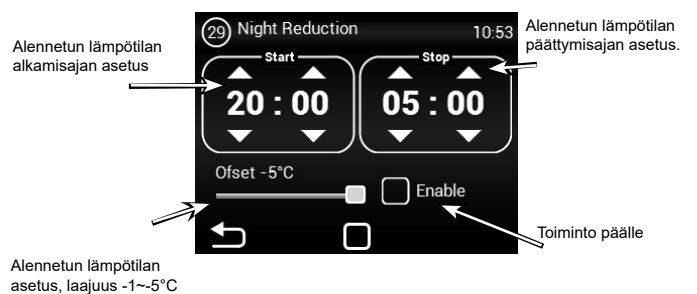 29 Night Reduction 10:53
Alennetun lämpötilan
alkamisajan asetus
Alennetun lämpötilan
päättymisajan asetus.
Start
Stop
20 : 00
05 : 00
Ofset -5°C
Enable
Toiminto päälle
Alennetun lämpötilan
asetus, laajuus -1~-5°C